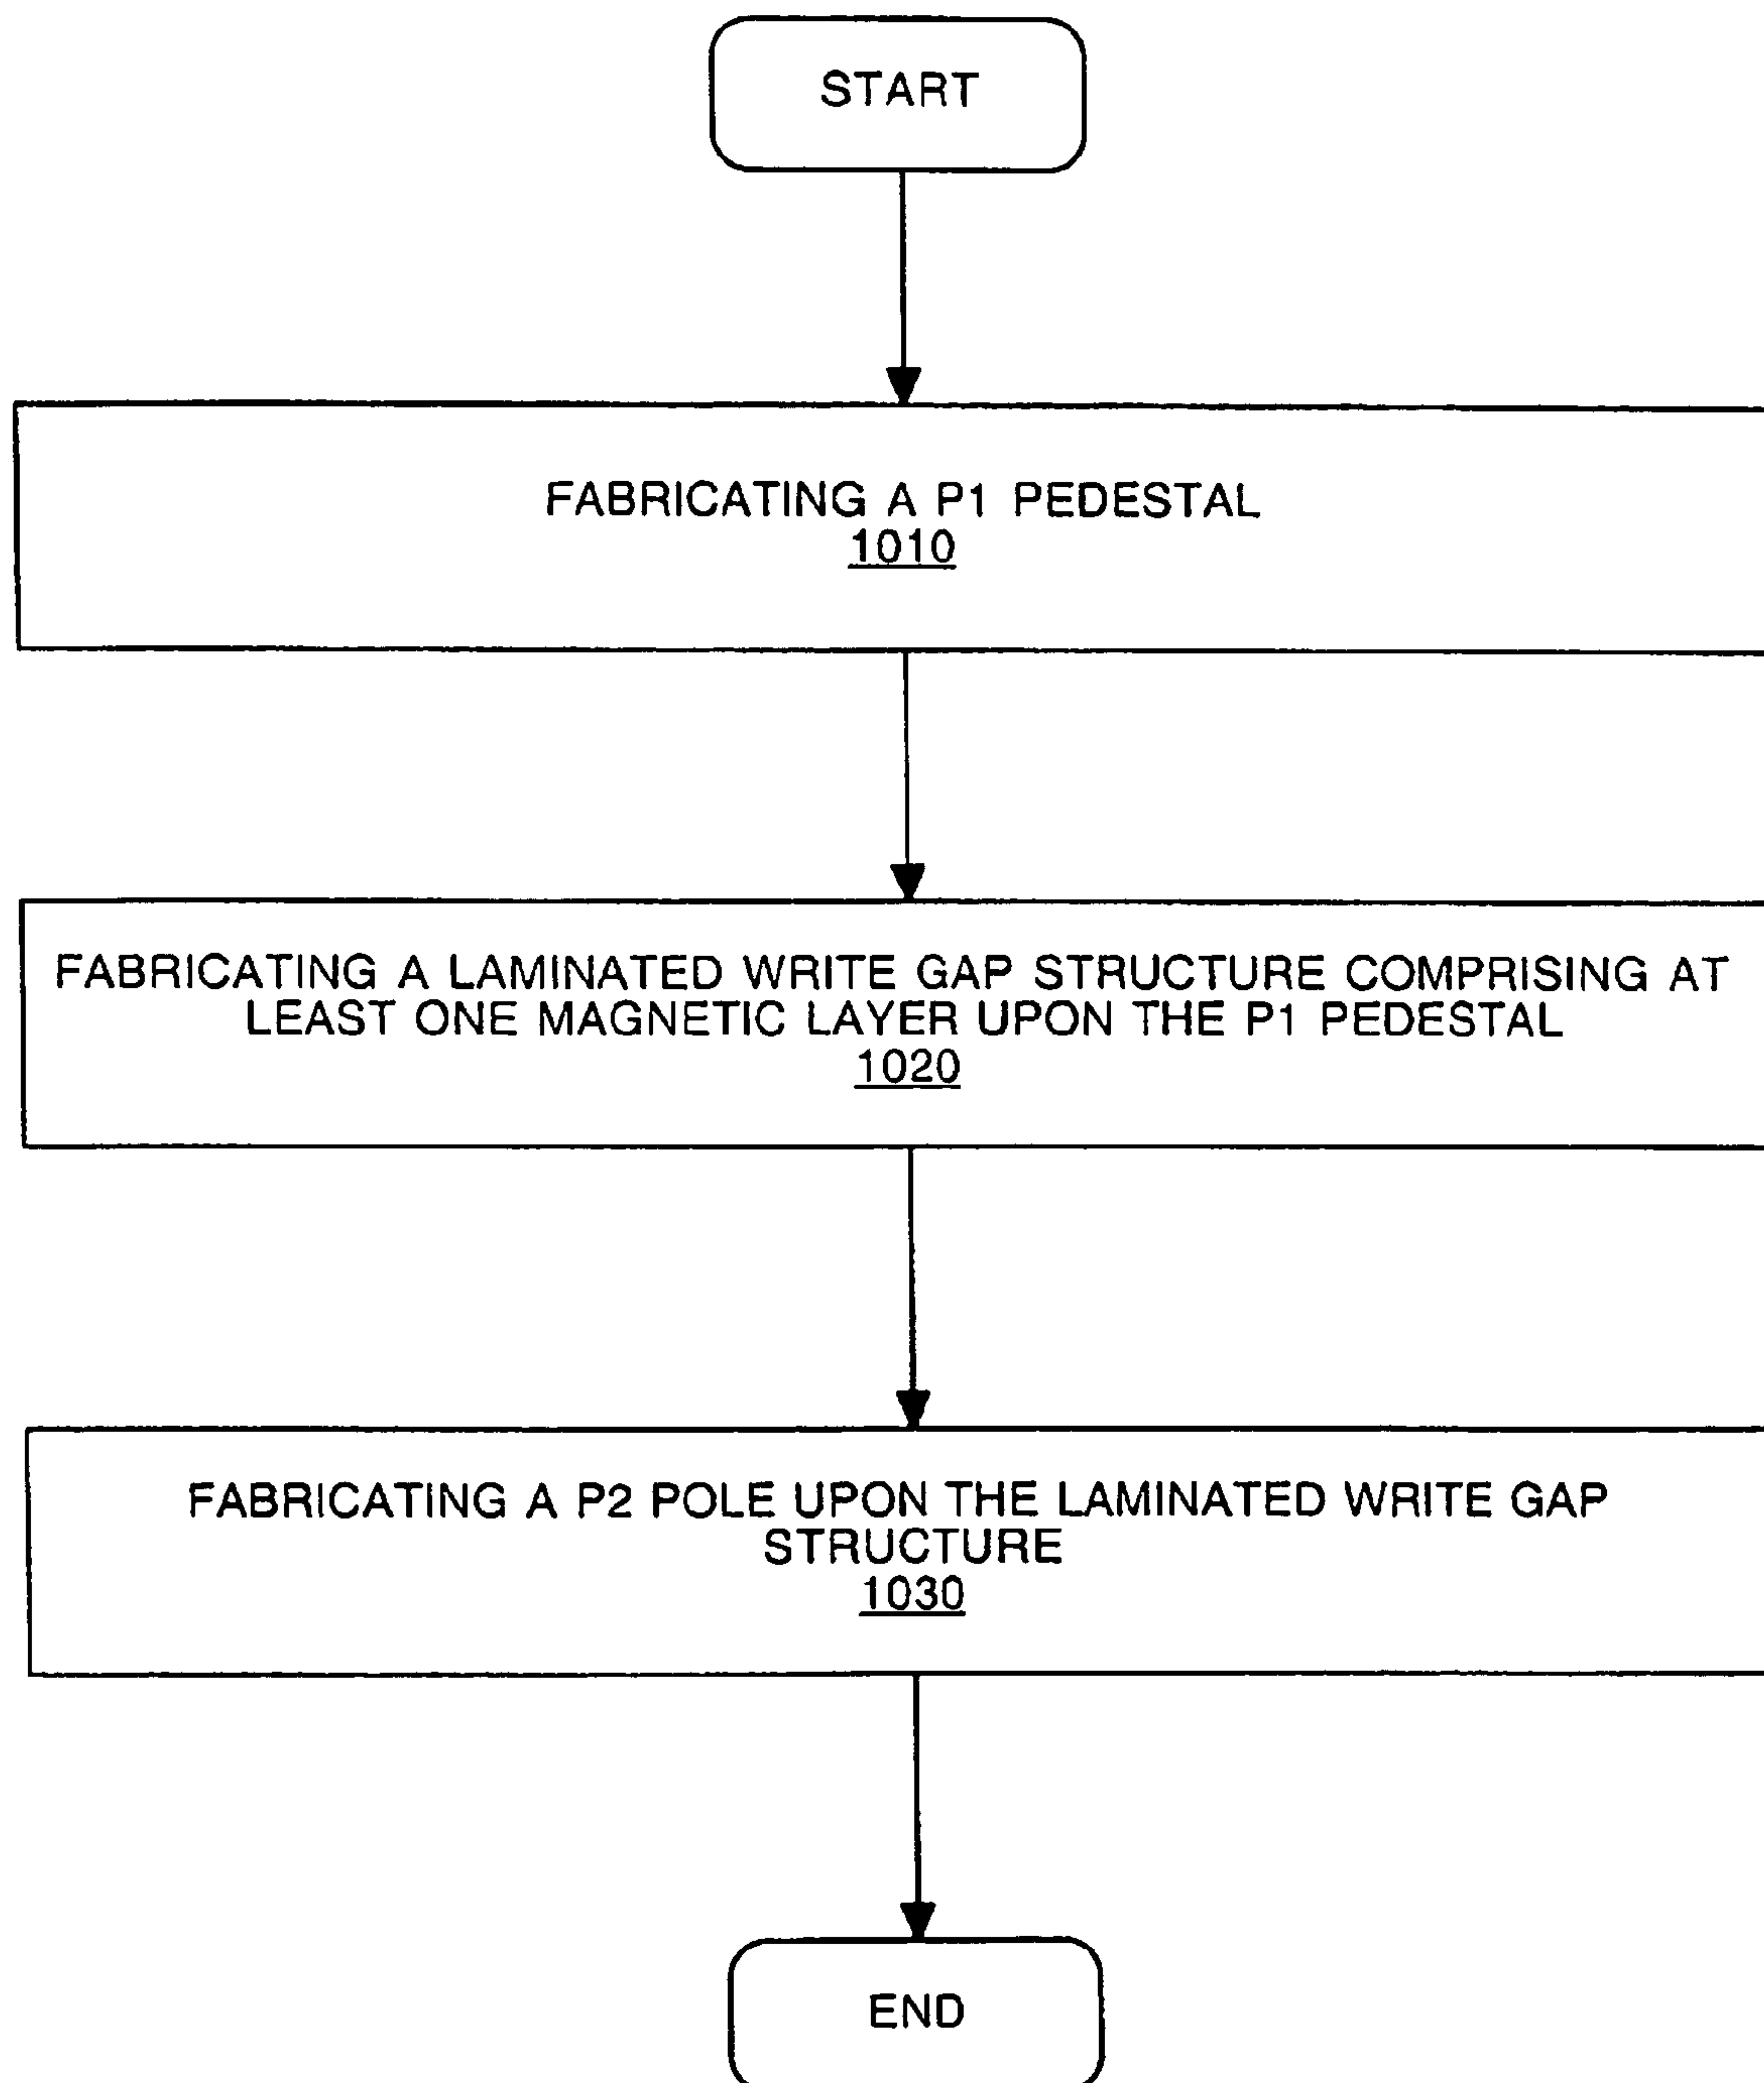 START
FABRICATING A P1 PEDESTAL
1010
FABRICATING A LAMINATED WRITE GAP STRUCTURE COMPRISING AT
LEAST ONE MAGNETIC LAYER UPON THE P1 PEDESTAL
1020
FABRICATING A P2 POLE UPON THE LAMINATED WRITE GAP
STRUCTURE
1030
END